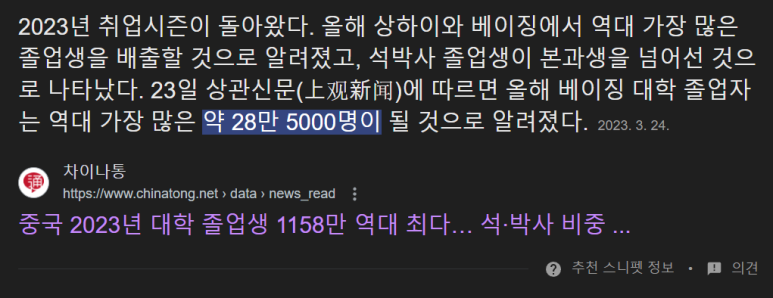 2023년 취업시즌이 돌아왔다. 올해 상하이와 베이징에서 역대 가장 많은
졸업생을 배출할 것으로 알려졌고, 석박사 졸업생이 본과생을 넘어선 것으
로 나타났다. 23일 상관신문(上观新闻)에 따르면 올해 베이징 대학 졸업자
는 역대 가장 많은 약 28만 5000명이 될 것으로 알려졌다. 2023. 3. 24.
차이나통
https://www.chinatong.net › data › news_read
중국 2023년 대학 졸업생 1158만 역대 최다… 석·박사 비중 ...
추천 스니펫 정보 • 의견